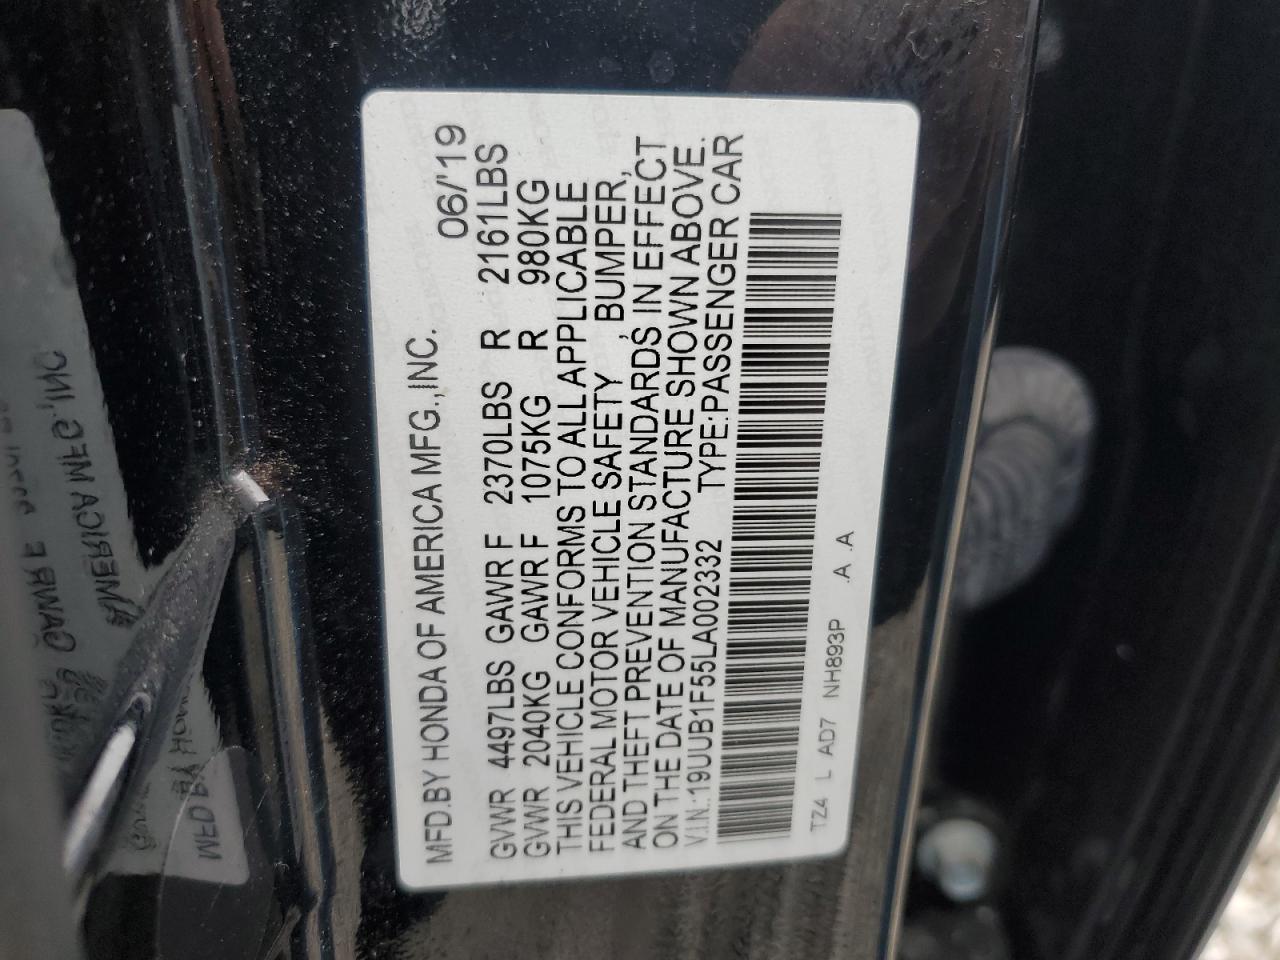 MFD.BY HONDA OF AMERICA MFG.,INC. 06/'19
GVWR 4497LBS GAWR F 2370LBS R 2161LBS
GVWR 2040KG GAWR F 1075KG R 980KG
THIS VEHICLE CONFORMS TO ALL APPLICABLE
FEDERAL MOTOR VEHICLE SAFETY, BUMPER,
AND THEFT PREVENTION STANDARDS IN EFFECT
ON THE DATE OF MANUFACTURE SHOWN ABOVE.
V.I.N.:19UUB1F55LA002332 TYPE:PASSENGER CAR
TZ4 L AD7 NH893P .A .A